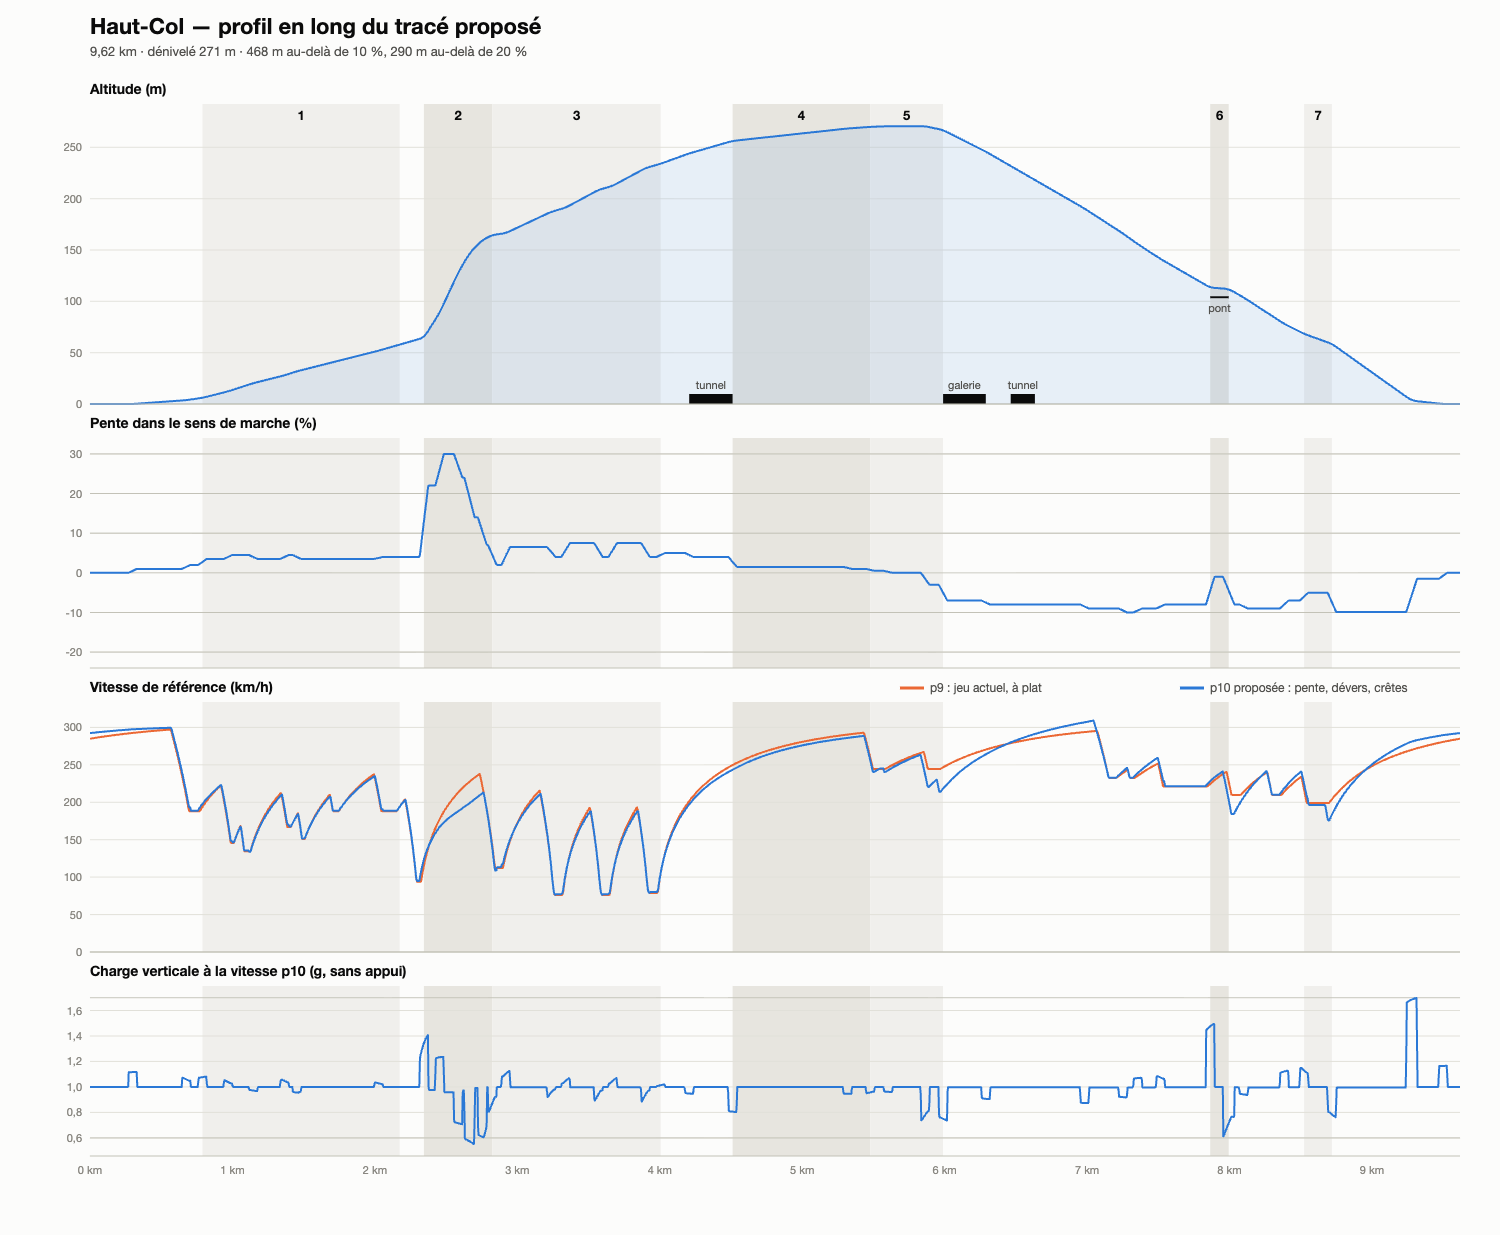 Haut-Col — profil en long du tracé proposé
9,62 km · dénivelé 271 m · 468 m au-delà de 10 %, 290 m au-delà de 20 %
Altitude (m)
1 2 3 4 5 6 7
250
200
150
100
50
0
pont
tunnel galerie tunnel
Pente dans le sens de marche (%)
30
20
10
0
-10
-20
Vitesse de référence (km/h)
p9 : jeu actuel, à plat
p10 proposée : pente, dévers, crêtes
300
250
200
150
100
50
0
Charge verticale à la vitesse p10 (g, sans appui)
1,6
1,4
1,2
1,0
0,8
0,6
0 km 1 km 2 km 3 km 4 km 5 km 6 km 7 km 8 km 9 km